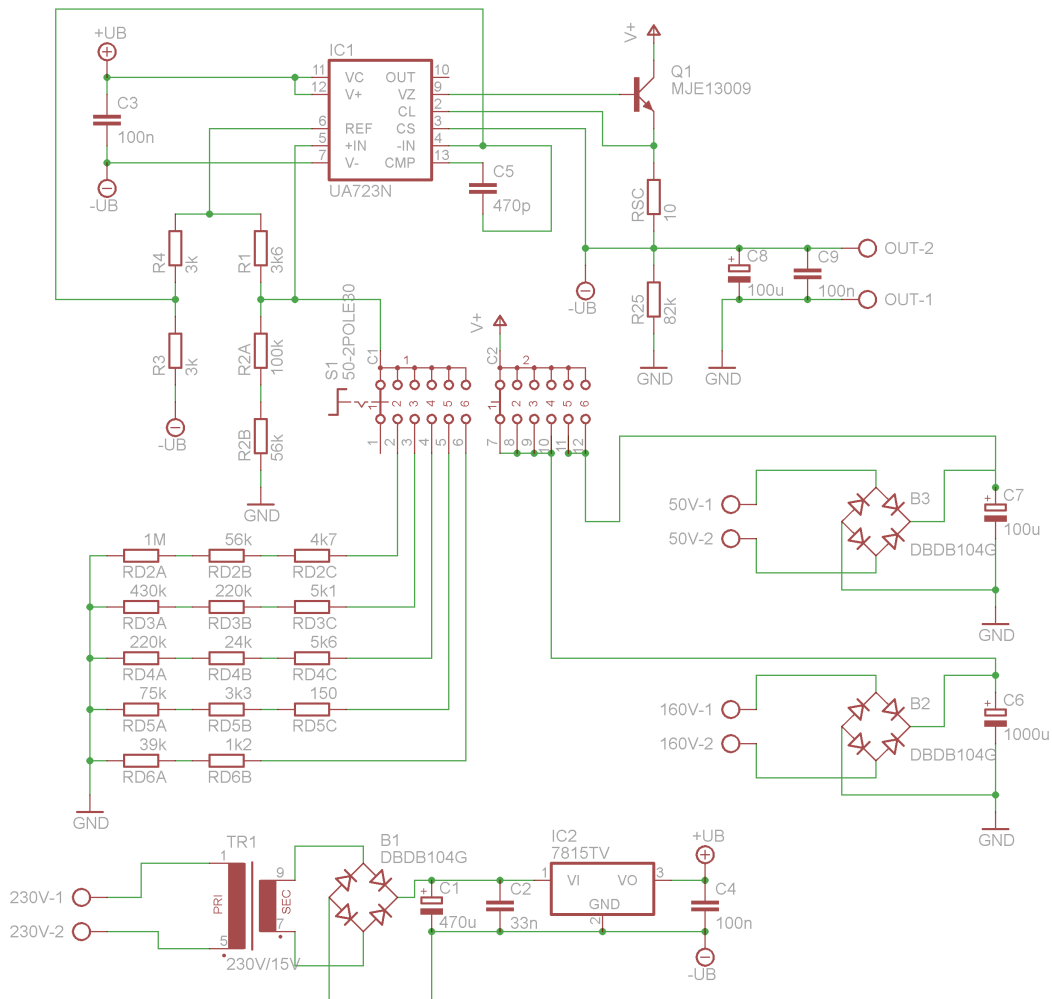 +UB
C3
100n
-UB
IC1
11 VC OUT 10
12 V+ VZ 9
CL 2
6 REF CS 3
5 +IN -IN 4
7 V- CMP 13
UA723N
C5
470p
V+
Q1
MJE13009
RSC
10
-UB
R25
82k
GND
C8
+
100u
GND
C9
100n
OUT-2
OUT-1
R4
3k
R1
3k6
R3
3k
-UB
R2A
100k
R2B
56k
GND
S1
50-2POLE30
C1
1
1 2 3 4 5 6
1 2 3 4 5 6
V+
C2
2
1 2 3 4 5 6
7 8 9 10 11 12
50V-1
50V-2
B3
DBDB104G
+
C7
100u
GND
1M 56k 4k7
RD2A RD2B RD2C
430k 220k 5k1
RD3A RD3B RD3C
220k 24k 5k6
RD4A RD4B RD4C
75k 3k3 150
RD5A RD5B RD5C
39k 1k2
RD6A RD6B
GND
160V-1
160V-2
B2
DBDB104G
+
C6
1000u
GND
230V-1
230V-2
TR1
1
5
PRI
SEC
9
7
230V/15V
B1
DBDB104G
+
C1
470u
C2
33n
IC2
7815TV
1 VI VO 3
GND
2
+UB
C4
100n
-UB